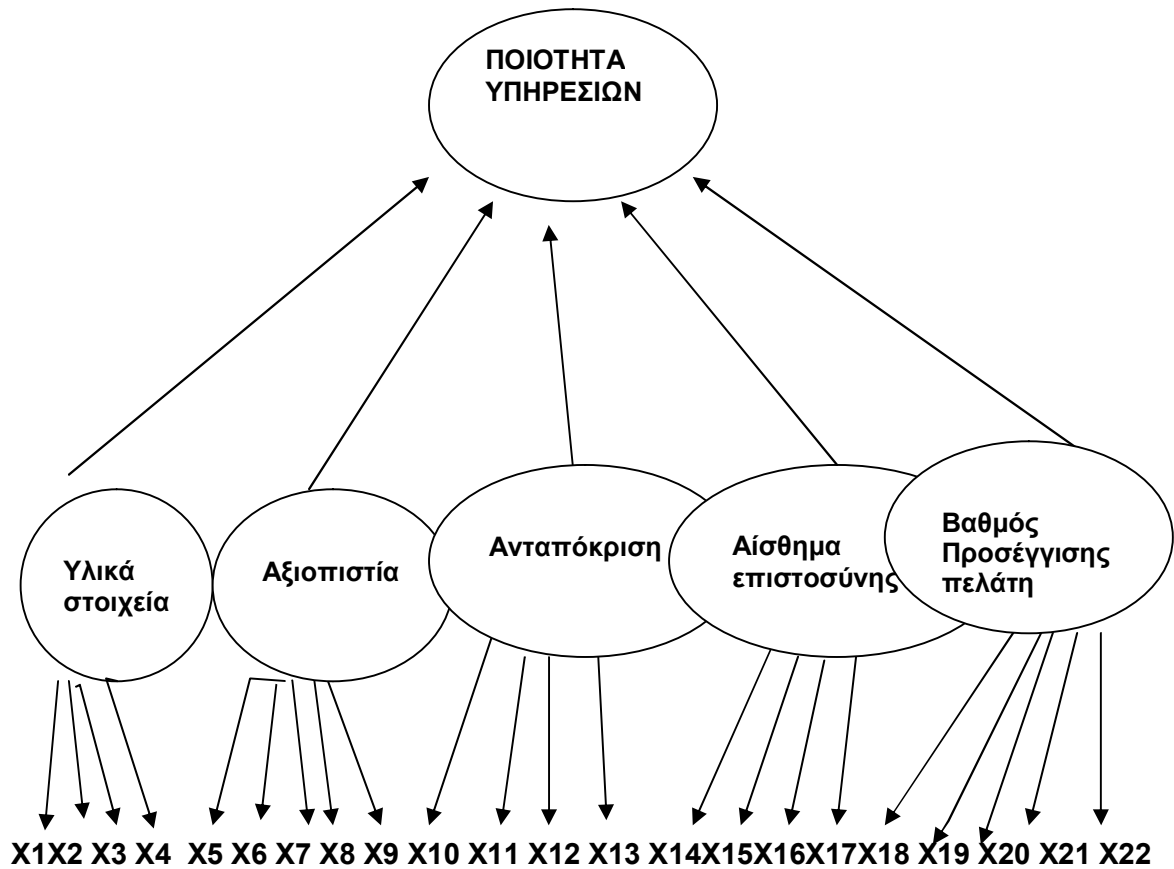 ΠΟΙΟΤΗΤΑ
ΥΠΗΡΕΣΙΩΝ
Υλικά
στοιχεία
Αξιοπιστία
Ανταπόκριση
Αίσθημα
επιστοσύνης
Βαθμός
Προσέγγισης
πελάτη
X1X2 X3 X4 X5 X6 X7 X8 X9 X10 X11 X12 X13 X14X15X16X17X18 X19 X20 X21 X22